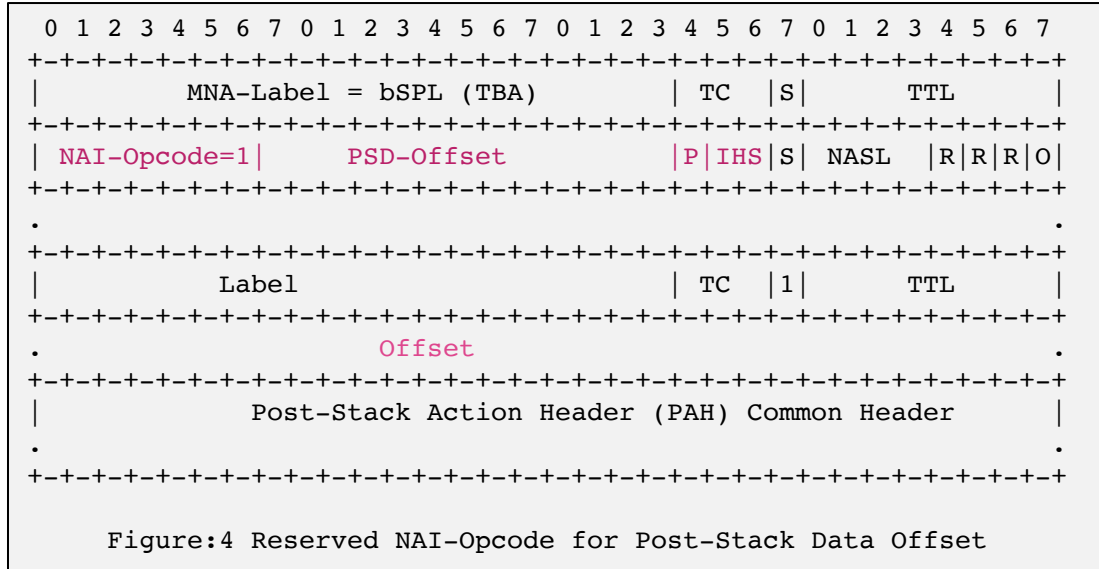 0 1 2 3 4 5 6 7 0 1 2 3 4 5 6 7 0 1 2 3 4 5 6 7 0 1 2 3 4 5 6 7
+-+-+-+-+-+-+-+-+-+-+-+-+-+-+-+-+-+-+-+-+-+-+-+-+-+-+-+-+-+-+-+-+
|         MNA-Label = bSPL (TBA)        | TC  |S|      TTL      |
+-+-+-+-+-+-+-+-+-+-+-+-+-+-+-+-+-+-+-+-+-+-+-+-+-+-+-+-+-+-+-+-+
| NAI-Opcode=1|     PSD-Offset          |P|IHS|S| NASL  |R|R|R|O|
+-+-+-+-+-+-+-+-+-+-+-+-+-+-+-+-+-+-+-+-+-+-+-+-+-+-+-+-+-+-+-+-+
.                                                               .
+-+-+-+-+-+-+-+-+-+-+-+-+-+-+-+-+-+-+-+-+-+-+-+-+-+-+-+-+-+-+-+-+
|           Label                       | TC  |1|      TTL      |
+-+-+-+-+-+-+-+-+-+-+-+-+-+-+-+-+-+-+-+-+-+-+-+-+-+-+-+-+-+-+-+-+
.                     Offset                                    .
+-+-+-+-+-+-+-+-+-+-+-+-+-+-+-+-+-+-+-+-+-+-+-+-+-+-+-+-+-+-+-+-+
|             Post-Stack Action Header (PAH) Common Header      |
.                                                               .
+-+-+-+-+-+-+-+-+-+-+-+-+-+-+-+-+-+-+-+-+-+-+-+-+-+-+-+-+-+-+-+-+
Figure:4 Reserved NAI-Opcode for Post-Stack Data Offset